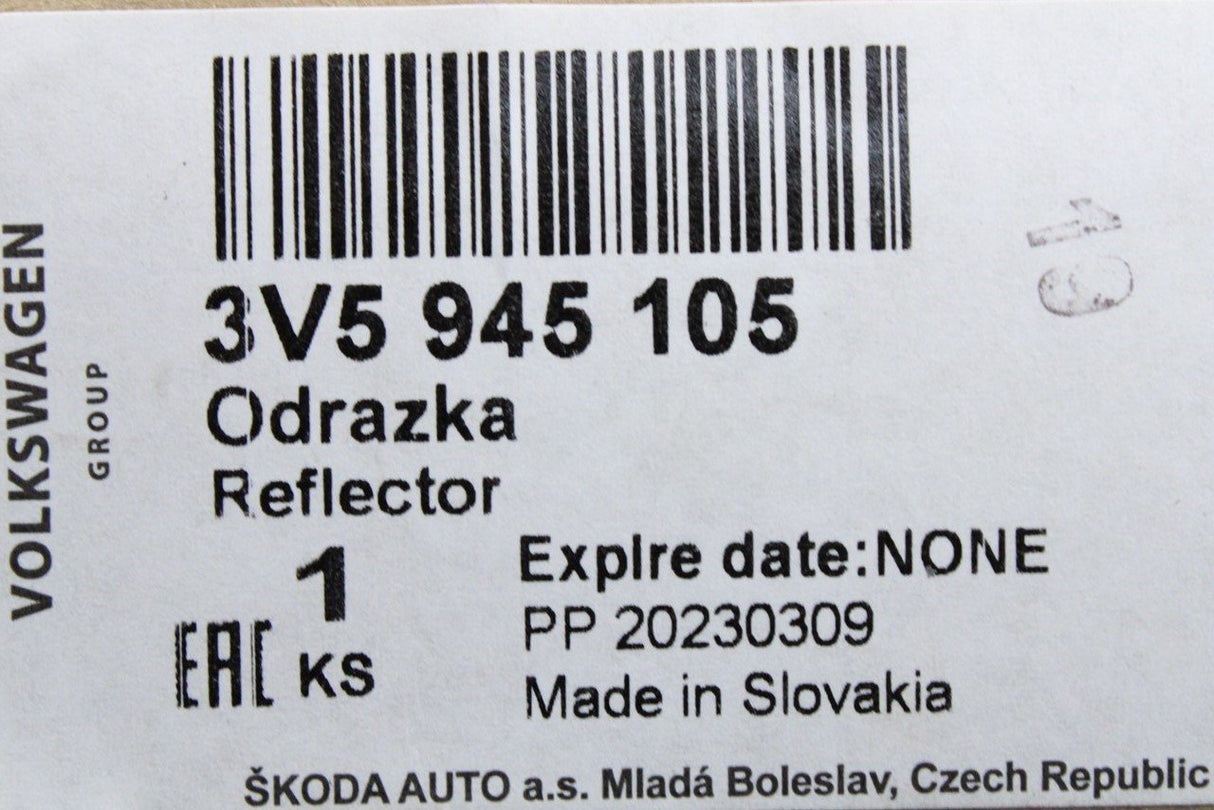 VOLKSWAGEN
GROUP
3V5 945 105
Odrazka
Reflector
1
EAC KS
Expire date:NONE
PP 20230309
Made in Slovakia
ŠKODA AUTO a.s. Mladá Boleslav, Czech Republic